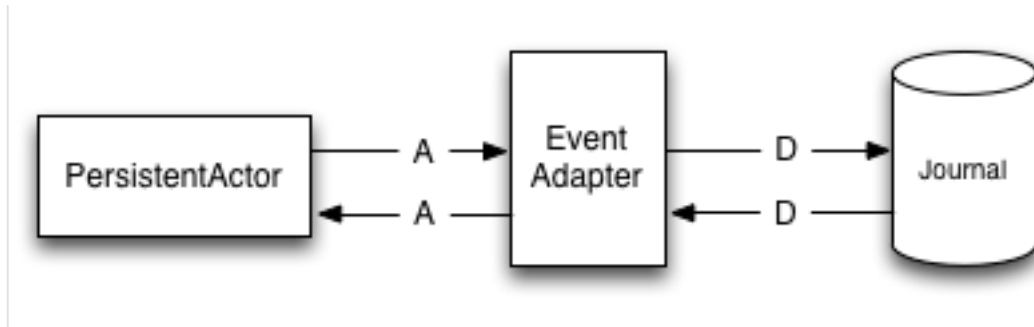 PersistentActor
A
A
Event
Adapter
D
D
Journal